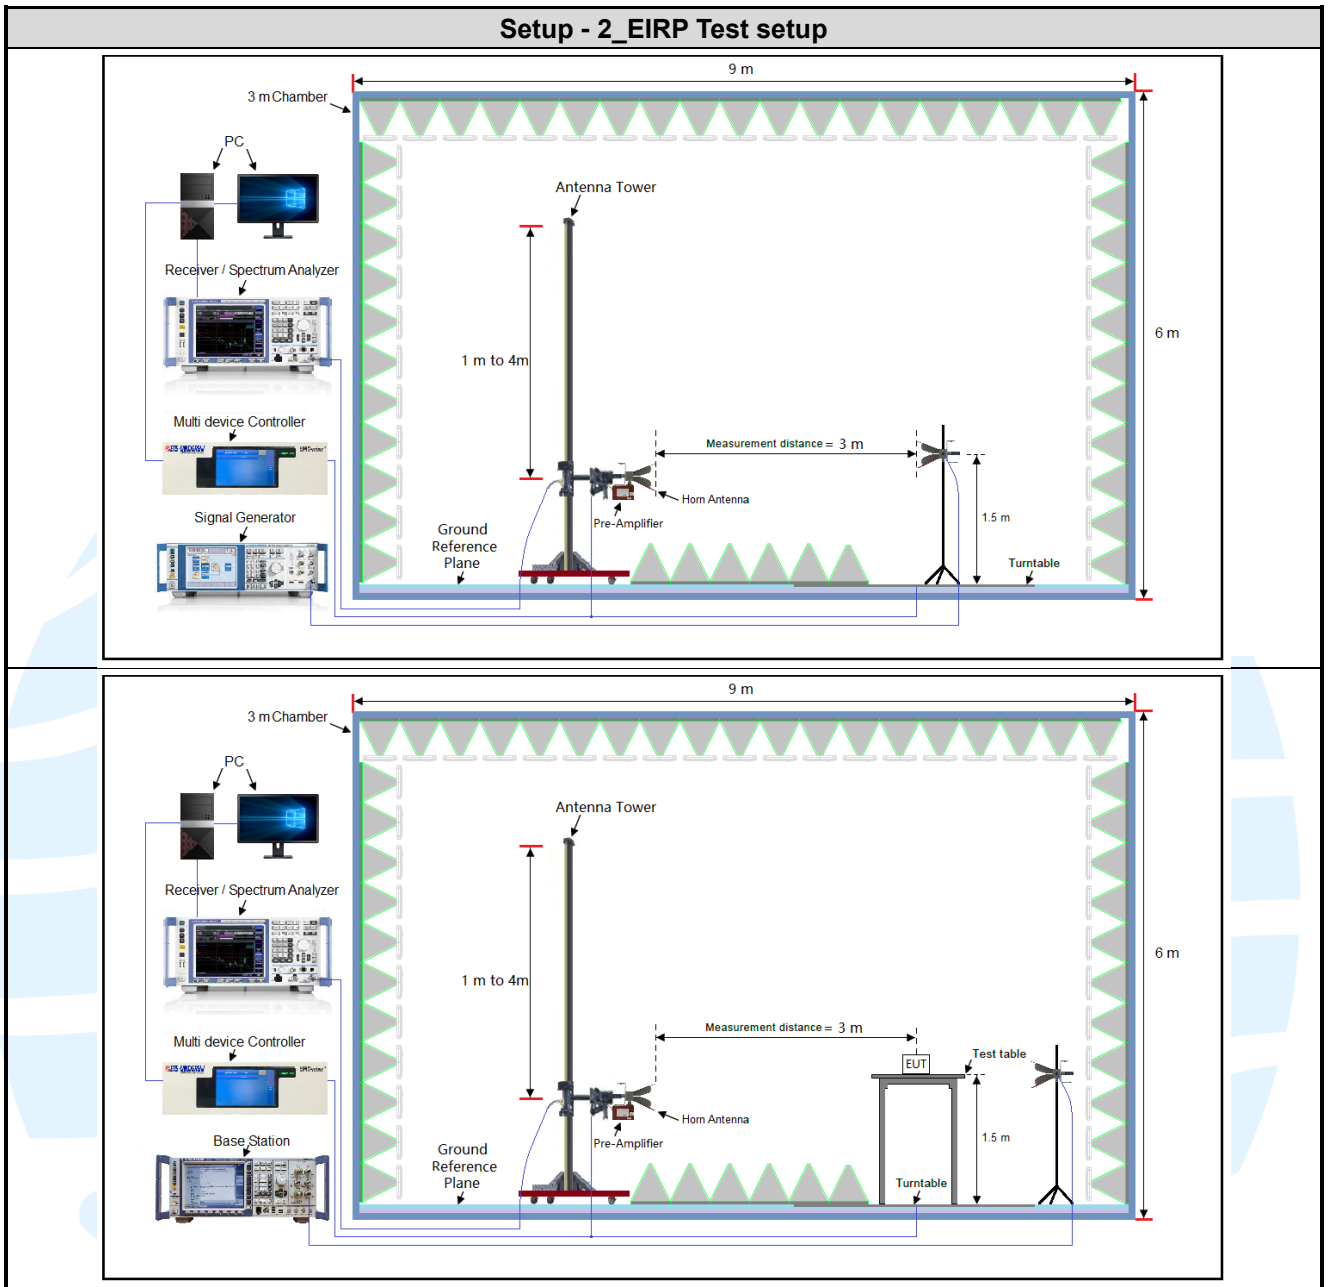 Setup - 2_EIRP Test setup
9 m
3 m Chamber
PC
Antenna Tower
Receiver / Spectrum Analyzer
6 m
1 m to 4m
Multi device Controller
Measurement distance = 3 m
Horn Antenna
Signal Generator
1.5 m
Pre-Amplifier
Ground
Reference
Plane
Turntable
9 m
3 m Chamber
PC
Antenna Tower
Receiver / Spectrum Analyzer
6 m
1 m to 4m
Measurement distance = 3 m
Multi device Controller
Test table
EUT
Horn Antenna
Base Station
Pre-Amplifier
1.5 m
Ground
Reference
Plane
Turntable